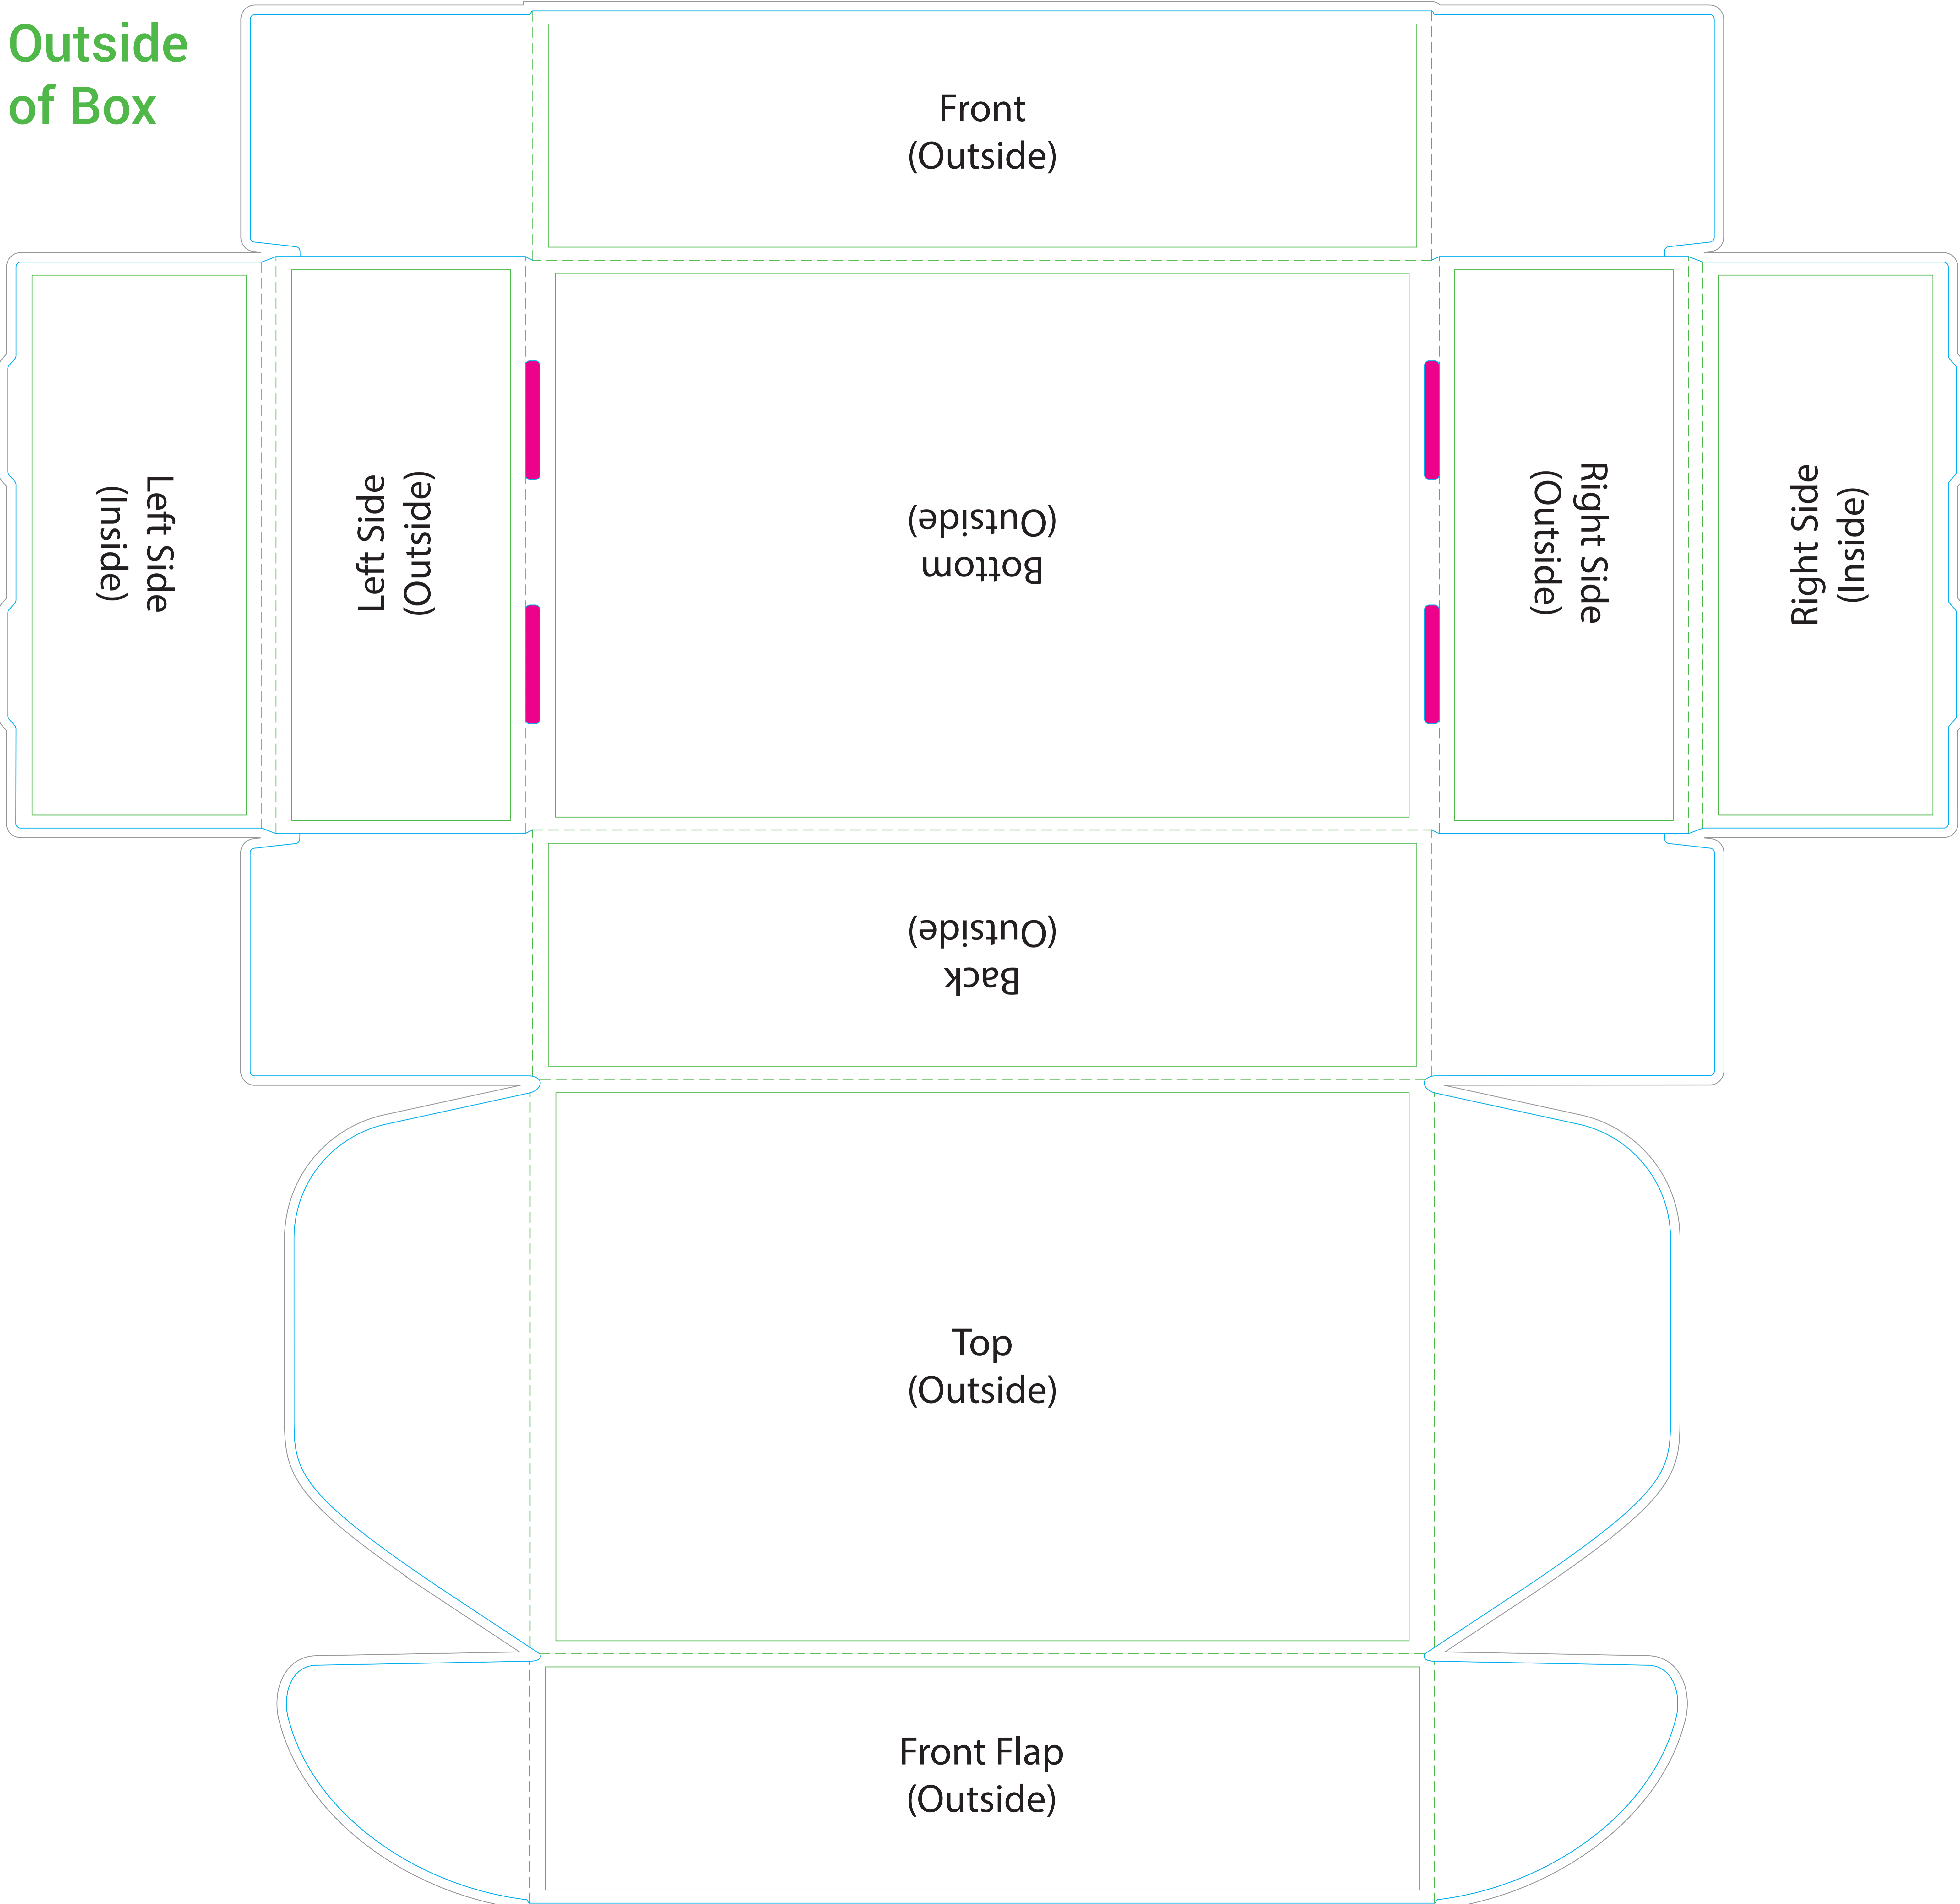 Outside
of Box
Front
(Outside)
Left Side
(Inside)
Left Side
(Outside)
Bottom
(Outside)
Right Side
(Outside)
Right Side
(Inside)
Back
(Outside)
Top
(Outside)
Front Flap
(Outside)